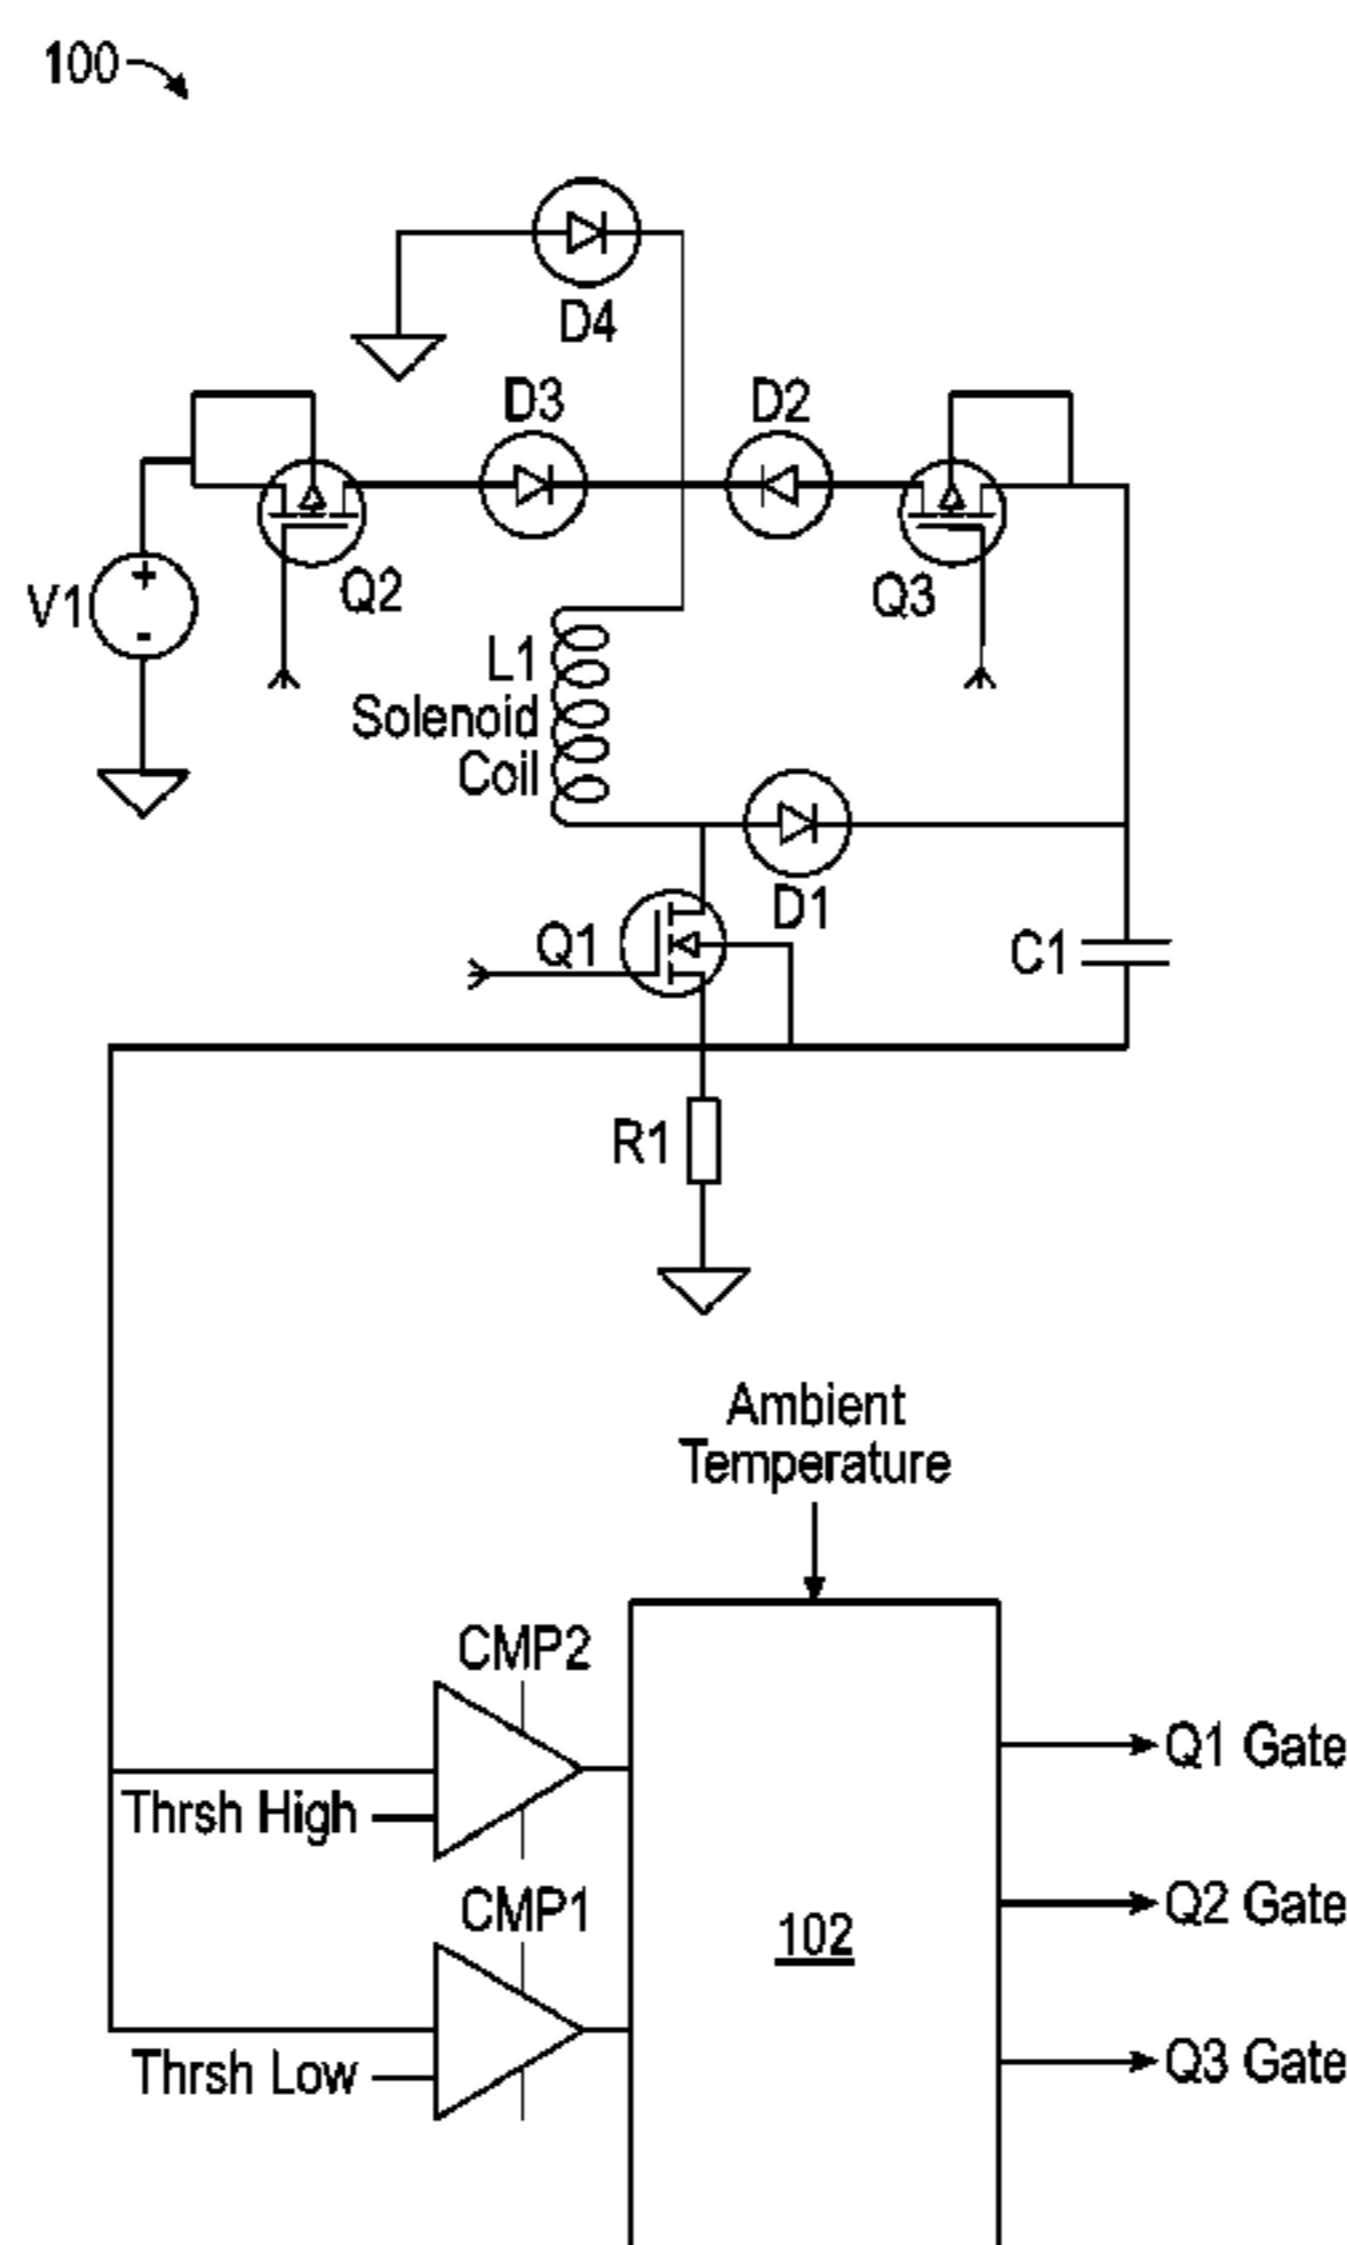 100
D4
D3
D2
+
Q2
Q3
V1
-
L1
Solenoid
Coil
D1
Q1
C1
R1
Ambient
Temperature
CMP2
Q1 Gate
Thrsh High
CMP1
Q2 Gate
102
Thrsh Low
Q3 Gate